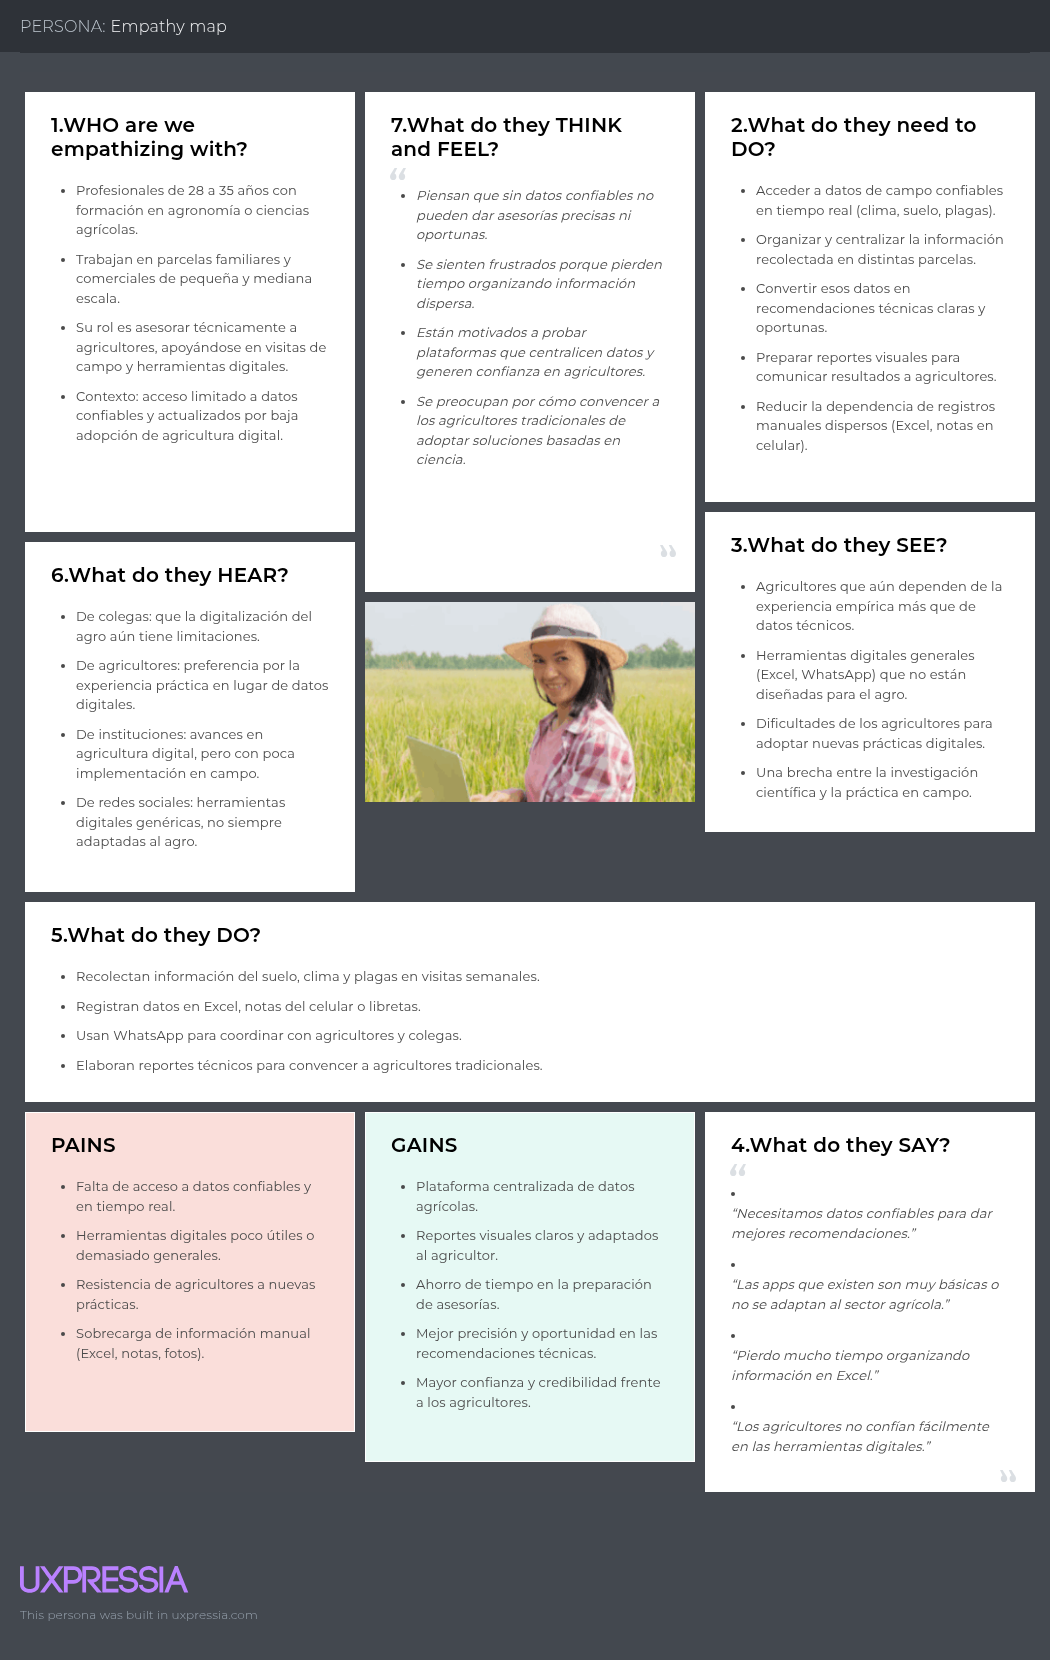 PERSONA: Empathy map
1.WHO are we
empathizing with?
• Profesionales de 28 a 35 años con
formación en agronomía o ciencias
agrícolas.
• Trabajan en parcelas familiares y
comerciales de pequeña y mediana
escala.
• Su rol es asesorar técnicamente a
agricultores, apoyándose en visitas de
campo y herramientas digitales.
• Contexto: acceso limitado a datos
confiables y actualizados por baja
adopción de agricultura digital.
7.What do they THINK
and FEEL?
“
• Piensan que sin datos confiables no
pueden dar asesorías precisas ni
oportunas.
• Se sienten frustrados porque pierden
tiempo organizando información
dispersa.
• Están motivados a probar
plataformas que centralicen datos y
generen confianza en agricultores.
• Se preocupan por cómo convencer a
los agricultores tradicionales de
adoptar soluciones basadas en
ciencia.
”
2.What do they need to
DO?
• Acceder a datos de campo confiables
en tiempo real (clima, suelo, plagas).
• Organizar y centralizar la información
recolectada en distintas parcelas.
• Convertir esos datos en
recomendaciones técnicas claras y
oportunas.
• Preparar reportes visuales para
comunicar resultados a agricultores.
• Reducir la dependencia de registros
manuales dispersos (Excel, notas en
celular).
6.What do they HEAR?
• De colegas: que la digitalización del
agro aún tiene limitaciones.
• De agricultores: preferencia por la
experiencia práctica en lugar de datos
digitales.
• De instituciones: avances en
agricultura digital, pero con poca
implementación en campo.
• De redes sociales: herramientas
digitales genéricas, no siempre
adaptadas al agro.
3.What do they SEE?
• Agricultores que aún dependen de la
experiencia empírica más que de
datos técnicos.
• Herramientas digitales generales
(Excel, WhatsApp) que no están
diseñadas para el agro.
• Dificultades de los agricultores para
adoptar nuevas prácticas digitales.
• Una brecha entre la investigación
científica y la práctica en campo.
5.What do they DO?
• Recolectan información del suelo, clima y plagas en visitas semanales.
• Registran datos en Excel, notas del celular o libretas.
• Usan WhatsApp para coordinar con agricultores y colegas.
• Elaboran reportes técnicos para convencer a agricultores tradicionales.
PAINS
• Falta de acceso a datos confiables y
en tiempo real.
• Herramientas digitales poco útiles o
demasiado generales.
• Resistencia de agricultores a nuevas
prácticas.
• Sobrecarga de información manual
(Excel, notas, fotos).
GAINS
• Plataforma centralizada de datos
agrícolas.
• Reportes visuales claros y adaptados
al agricultor.
• Ahorro de tiempo en la preparación
de asesorías.
• Mejor precisión y oportunidad en las
recomendaciones técnicas.
• Mayor confianza y credibilidad frente
a los agricultores.
4.What do they SAY?
“
•
“Necesitamos datos confiables para dar
mejores recomendaciones.”
•
“Las apps que existen son muy básicas o
no se adaptan al sector agrícola.”
•
“Pierdo mucho tiempo organizando
información en Excel.”
•
“Los agricultores no confían fácilmente
en las herramientas digitales.”
”
UXPRESSIA
This persona was built in uxpressia.com